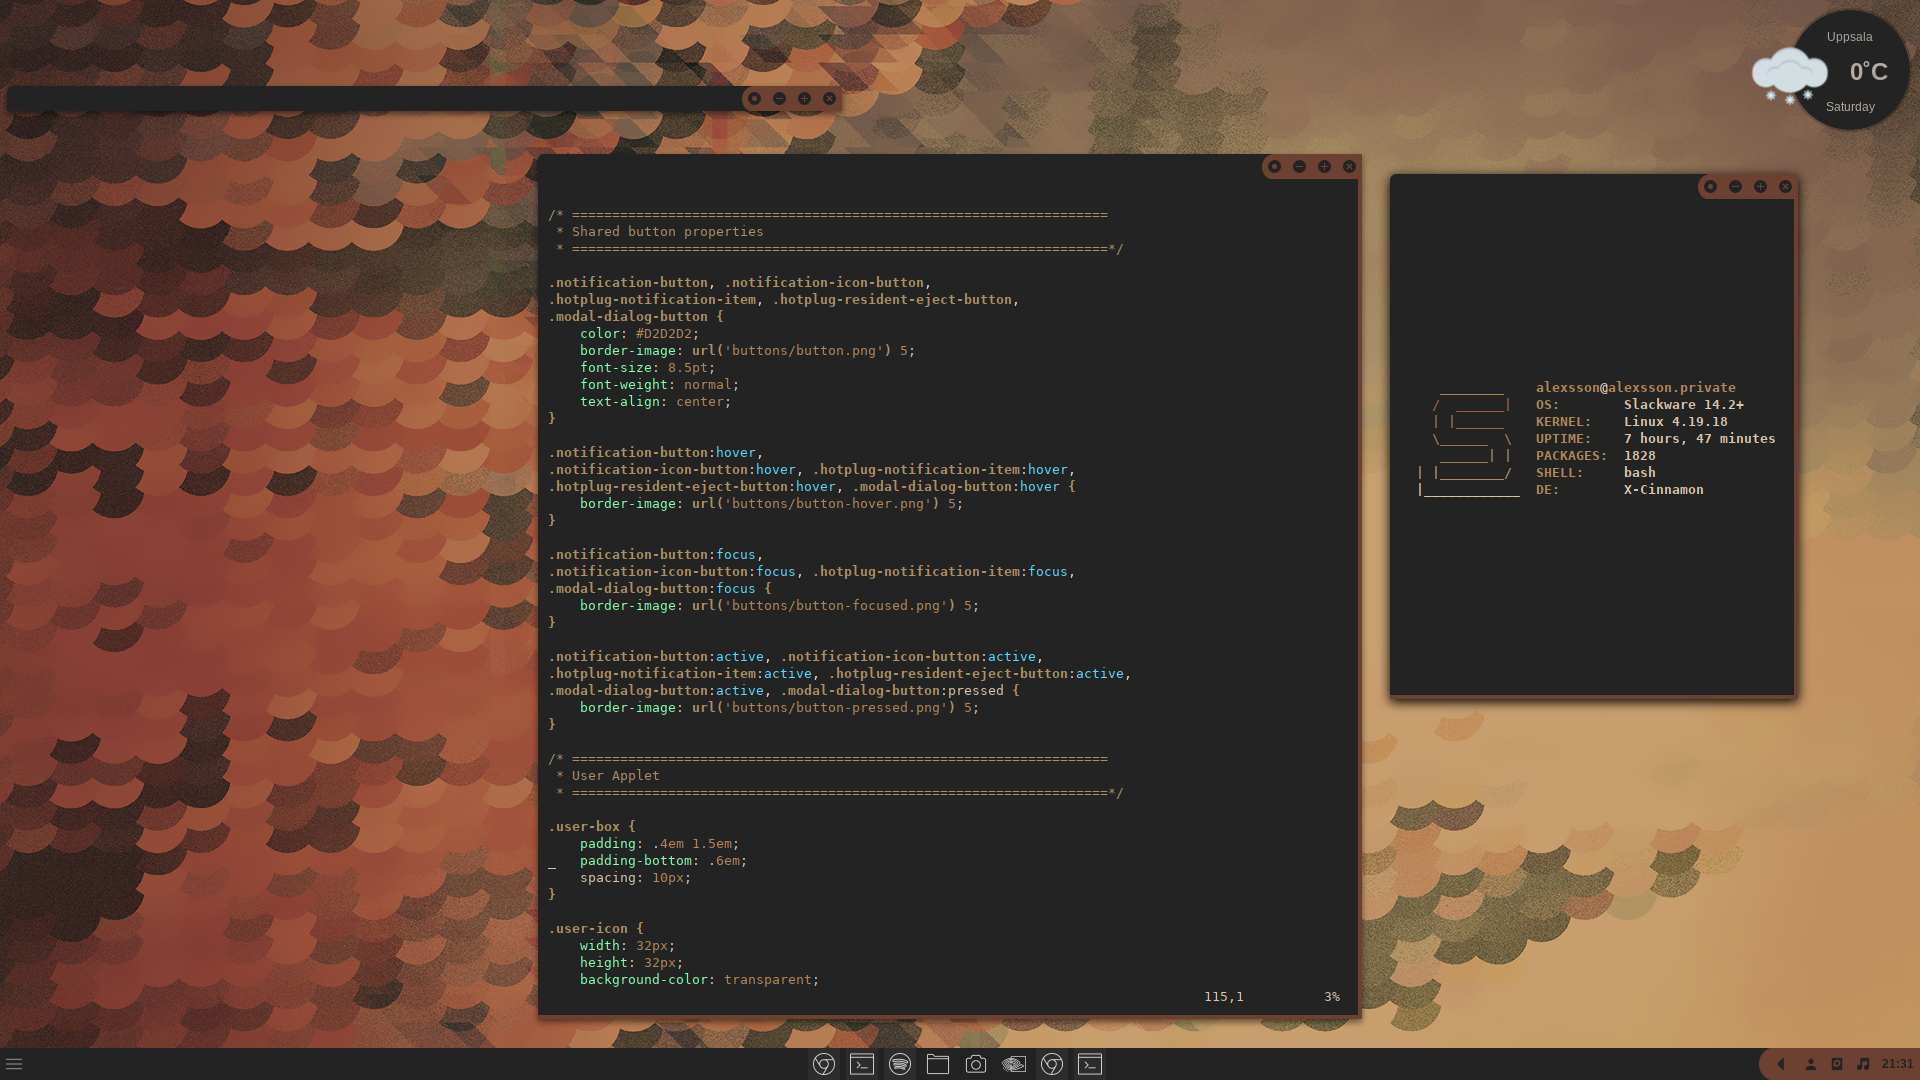 Uppsala
0°C
Saturday
/* ===================================================================
 * Shared button properties
 * ===================================================================*/
.notification-button, .notification-icon-button,
.hotplug-notification-item, .hotplug-resident-eject-button,
.modal-dialog-button {
    color: #D2D2D2;
    border-image: url('buttons/button.png') 5;
    font-size: 8.5pt;
    font-weight: normal;
    text-align: center;
}
.notification-button:hover,
.notification-icon-button:hover, .hotplug-notification-item:hover,
.hotplug-resident-eject-button:hover, .modal-dialog-button:hover {
    border-image: url('buttons/button-hover.png') 5;
}
.notification-button:focus,
.notification-icon-button:focus, .hotplug-notification-item:focus,
.modal-dialog-button:focus {
    border-image: url('buttons/button-focused.png') 5;
}
.notification-button:active, .notification-icon-button:active,
.hotplug-notification-item:active, .hotplug-resident-eject-button:active,
.modal-dialog-button:active, .modal-dialog-button:pressed {
    border-image: url('buttons/button-pressed.png') 5;
}
/* ===================================================================
 * User Applet
 * ===================================================================*/
.user-box {
    padding: .4em 1.5em;
    padding-bottom: .6em;
    spacing: 10px;
}
.user-icon {
    width: 32px;
    height: 32px;
    background-color: transparent;
115,1 3%
alexsson@alexsson.private
OS: Slackware 14.2+
KERNEL: Linux 4.19.18
UPTIME: 7 hours, 47 minutes
PACKAGES: 1828
SHELL: bash
DE: X-Cinnamon
21:31